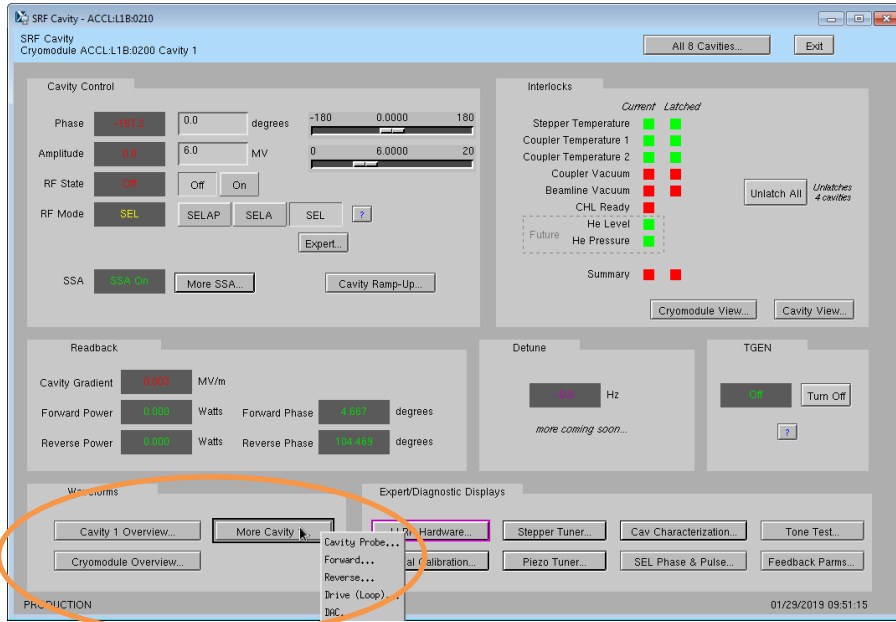 SRF Cavity - ACCL:L1B:0210
SRF Cavity
Cryomodule ACCL:L1B:0200 Cavity 1
All 8 Cavities...
Exit
Cavity Control
Phase
0.0
degrees
-180 0.0000 180
Amplitude
0.0
6.0
MV
0 6.0000 20
RF State
Off
Off
On
RF Mode
SEL
SELAP
SELA
SEL
?
Expert...
SSA
SSA On
More SSA...
Cavity Ramp-Up...
Interlocks
Current Latched
Stepper Temperature
Coupler Temperature 1
Coupler Temperature 2
Coupler Vacuum
Beamline Vacuum
CHL Ready
Future
He Level
He Pressure
Summary
Unlatch All
Unlatches
4 cavities
Cryomodule View...
Cavity View...
Readback
Cavity Gradient 0.000 MV/m
Forward Power 0.000 Watts Forward Phase 4.667 degrees
Reverse Power 0.000 Watts Reverse Phase 104.469 degrees
Detune
Hz
more coming soon...
TGEN
Off
Turn Off
?
Waveforms
Cavity 1 Overview...
More Cavity
Cryomodule Overview...
Cavity Probe...
Forward...
Reverse...
Drive (Loop)...
DAC.
Expert/Diagnostic Displays
Hardware...
Stepper Tuner...
Cav Characterization...
Tone Test...
Calibration...
Piezo Tuner...
SEL Phase & Pulse...
Feedback Parms...
PRODUCTION
01/29/2019 09:51:15